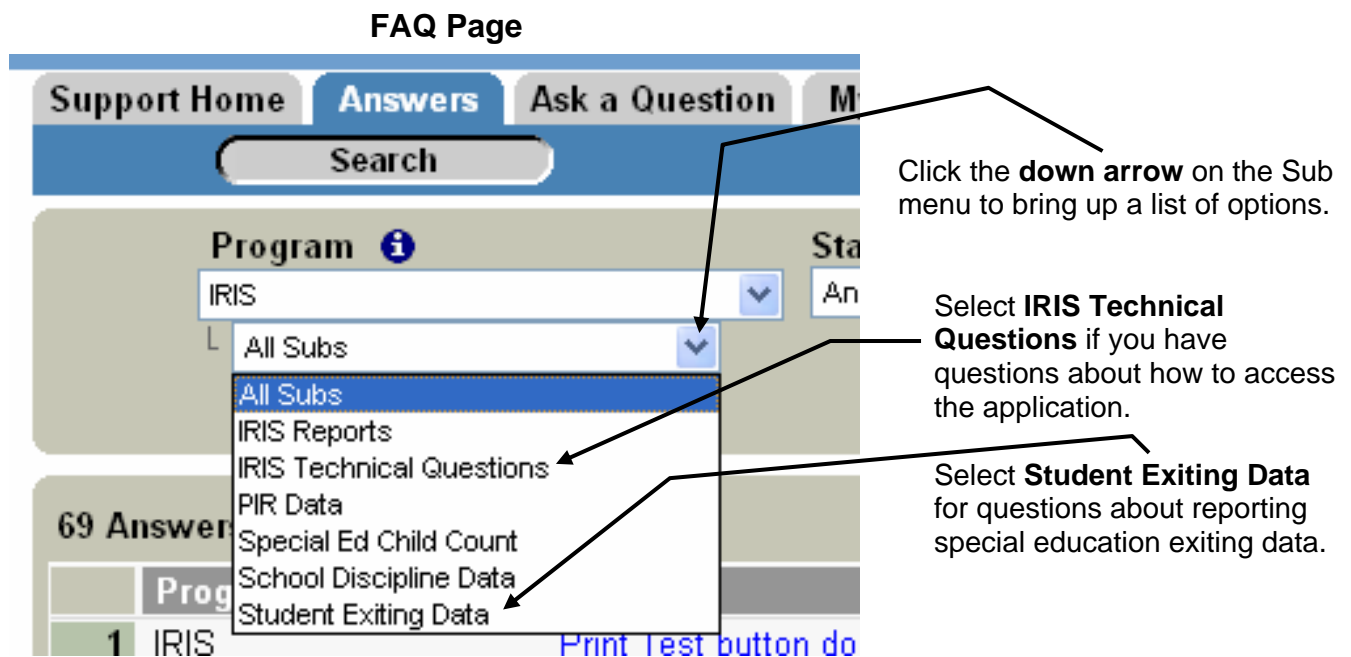 FAQ Page
Support Home Answers Ask a Question
Search
Click the down arrow on the Sub
menu to bring up a list of options.
Program
IRIS
All Subs
All Subs
IRIS Reports
IRIS Technical Questions
PIR Data
Special Ed Child Count
School Discipline Data
Student Exiting Data
Select IRIS Technical
Questions if you have
questions about how to access
the application.
Select Student Exiting Data
for questions about reporting
special education exiting data.
69
1 IRIS Print Test button do